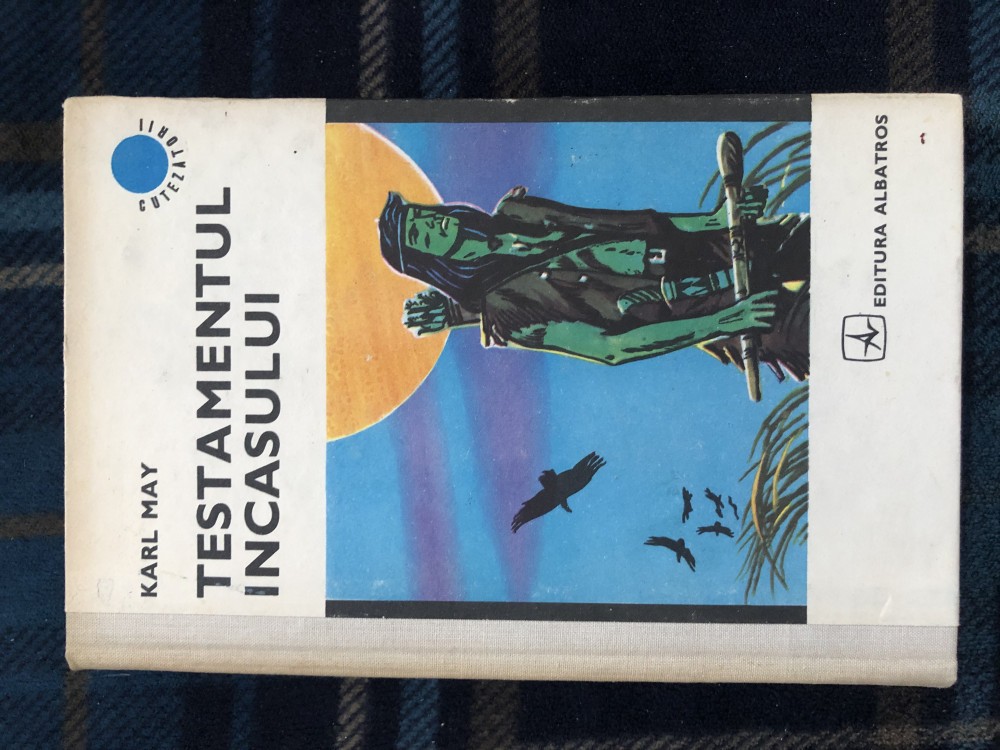 CUTEZĂTORII
KARL MAY
TESTAMENTUL
INCASULUI
EDITURA ALBATROS